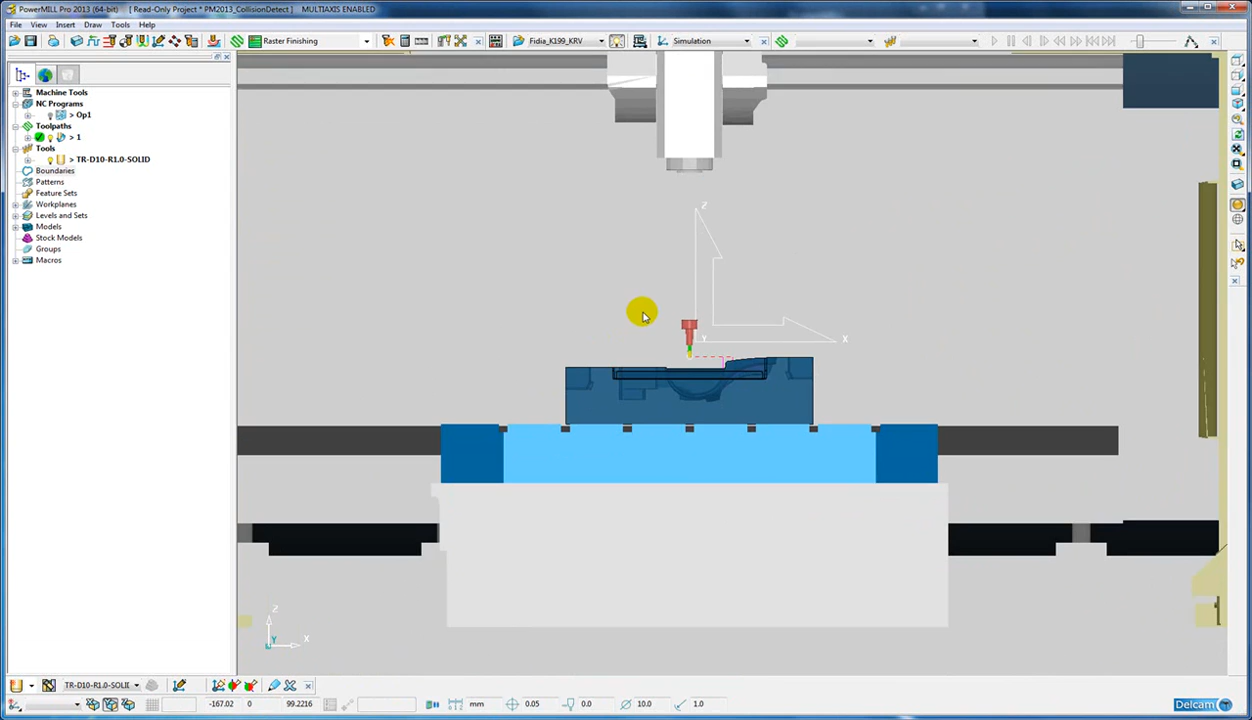 PowerMILL Pro 2013 (64-bit) - [ Read-Only Project * PM2013_CollisionDetect ] MULTIAXIS ENABLED
File View Insert Draw Tools Help
Raster Finishing
Fidia_K199_KRV
Simulation
Machine Tools
NC Programs
> Op1
Toolpaths
> 1
Tools
> TR-D10-R1.0-SOLID
Boundaries
Patterns
Feature Sets
Workplanes
Levels and Sets
Models
Stock Models
Groups
Macros
Z
Y
X
Z
Y
X
TR-D10-R1.0-SOLI
-167.02 0 99.2216 mm 0.05 0.0 10.0 1.0
Delcam